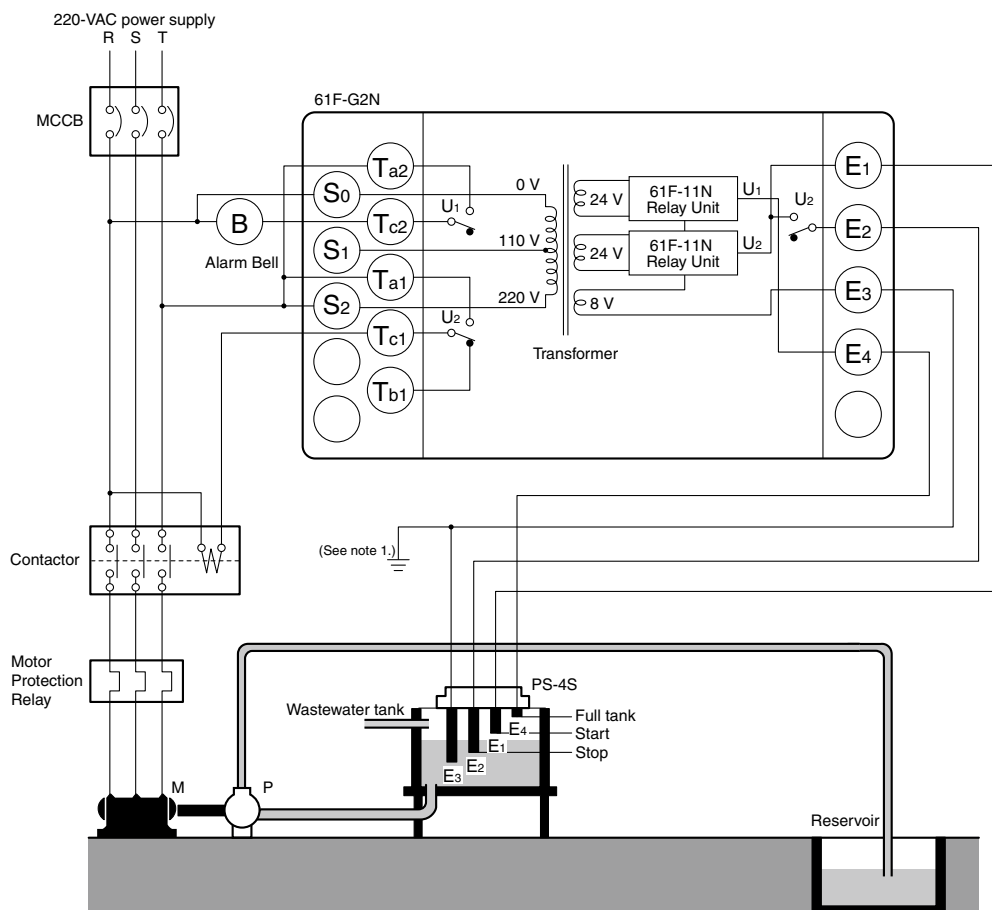 220-VAC power supply
R S T
MCCB
61F-G2N
Ta2
S0
B
Tc2
Alarm Bell
S1
Ta1
S2
Tc1
Tb1
U1
U2
0 V
110 V
220 V
24 V
24 V
8 V
Transformer
61F-11N
Relay Unit
U1
61F-11N
Relay Unit
U2
U2
E1
E2
E3
E4
(See note 1.)
Contactor
Motor
Protection
Relay
M
P
PS-4S
Wastewater tank
E4
Full tank
E1
Start
E2
Stop
E3
Reservoir